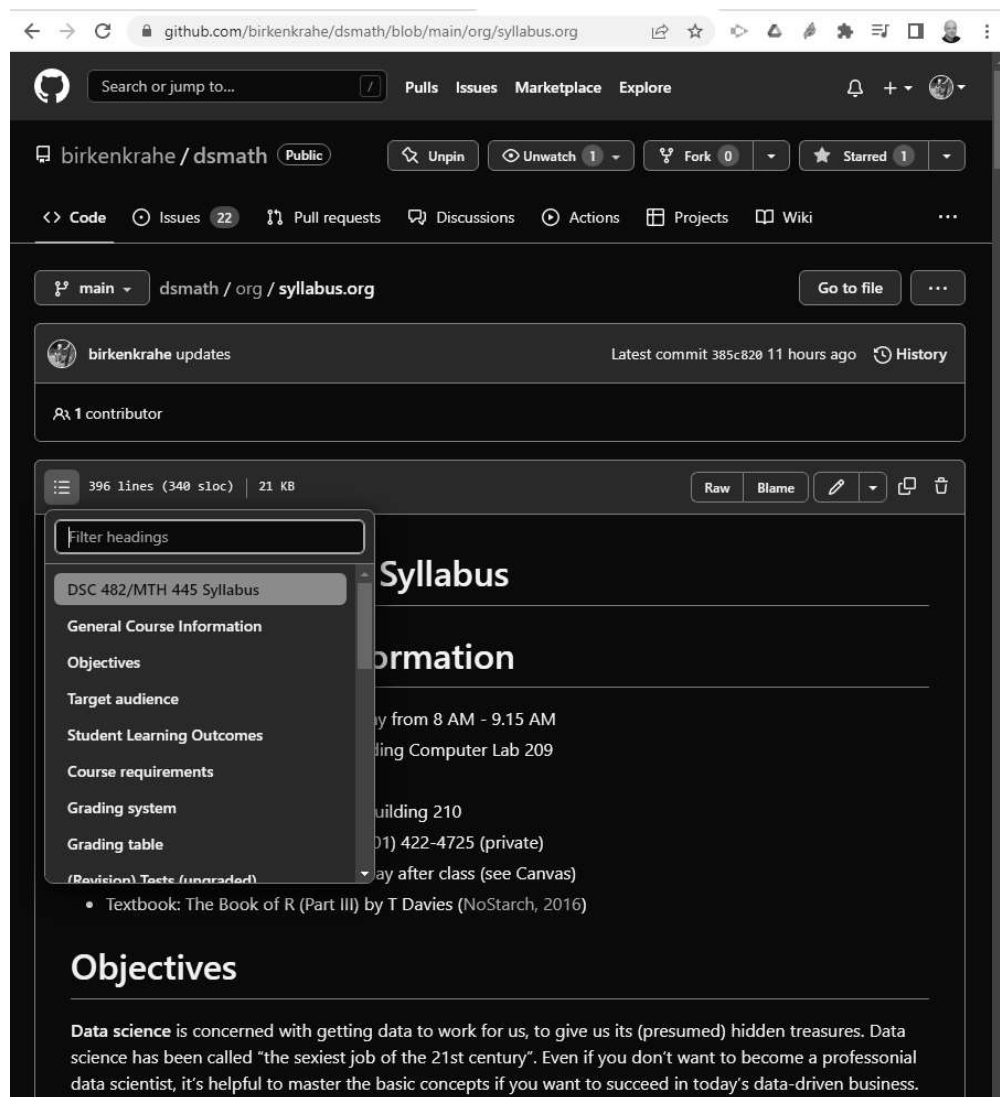 github.com/birkenkrahe/dsmath/blob/main/org/syllabus.org
Search or jump to... / Pulls Issues Marketplace Explore
birkenkrahe / dsmath Public Unpin Unwatch 1 Fork 0 Starred 1
Code Issues 22 Pull requests Discussions Actions Projects Wiki ...
main dsmath / org / syllabus.org Go to file ...
birkenkrahe updates Latest commit 385c820 11 hours ago History
1 contributor
396 lines (340 sloc) | 21 KB Raw Blame
Filter headings
DSC 482/MTH 445 Syllabus
General Course Information
Objectives
Target audience
Student Learning Outcomes
Course requirements
Grading system
Grading table
(Revision) Tests (ungraded)
Syllabus
ormation
y from 8 AM - 9.15 AM
ding Computer Lab 209
uilding 210
01) 422-4725 (private)
ay after class (see Canvas)
• Textbook: The Book of R (Part III) by T Davies (NoStarch, 2016)
Objectives
Data science is concerned with getting data to work for us, to give us its (presumed) hidden treasures. Data
science has been called “the sexiest job of the 21st century”. Even if you don’t want to become a professonial
data scientist, it’s helpful to master the basic concepts if you want to succeed in today’s data-driven business.